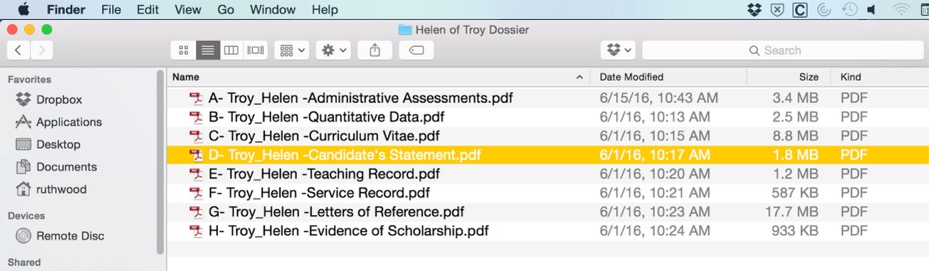 Finder File Edit View Go Window Help
Helen of Troy Dossier
Search
Favorites
Dropbox
Applications
Desktop
Documents
ruthwood
Devices
Remote Disc
Shared
Name Date Modified Size Kind
A- Troy_Helen -Administrative Assessments.pdf 6/15/16, 10:43 AM 3.4 MB PDF
B- Troy_Helen -Quantitative Data.pdf 6/1/16, 10:13 AM 2.5 MB PDF
C- Troy_Helen -Curriculum Vitae.pdf 6/1/16, 10:15 AM 8.8 MB PDF
D- Troy_Helen -Candidate's Statement.pdf 6/1/16, 10:17 AM 1.8 MB PDF
E- Troy_Helen -Teaching Record.pdf 6/1/16, 10:20 AM 1.2 MB PDF
F- Troy_Helen -Service Record.pdf 6/1/16, 10:21 AM 587 KB PDF
G- Troy_Helen -Letters of Reference.pdf 6/1/16, 10:23 AM 17.7 MB PDF
H- Troy_Helen -Evidence of Scholarship.pdf 6/1/16, 10:24 AM 933 KB PDF